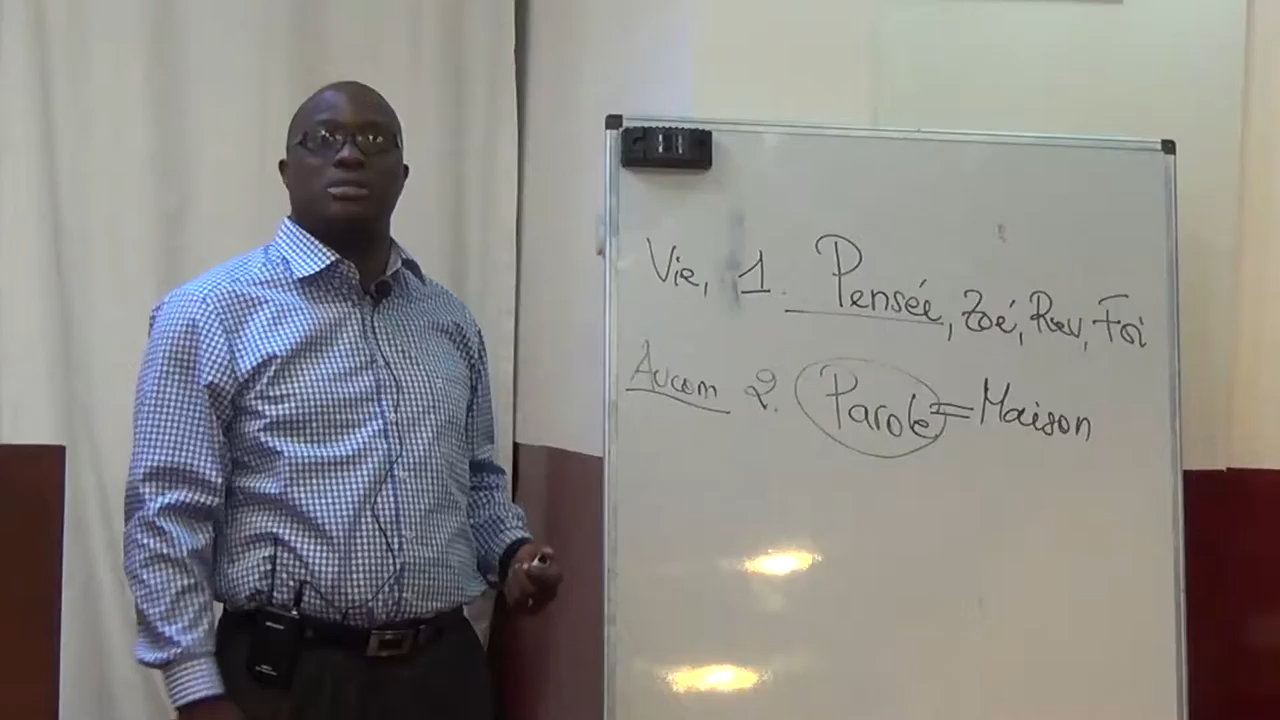 Vie, 1. Pensée, Zoé, Rev, Foi
Aucom 2. Parole = Maison